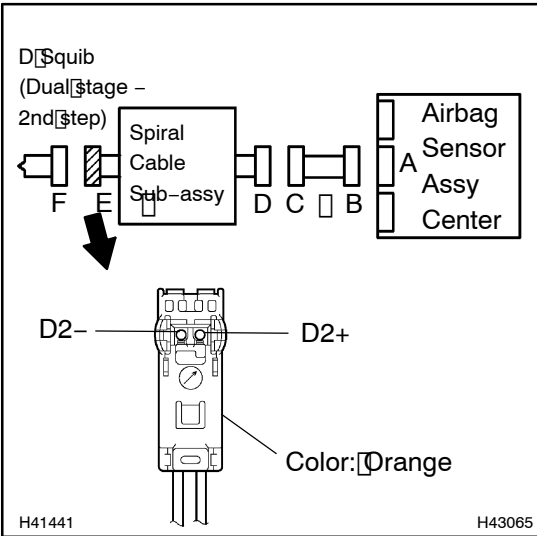 D Squib
(Dual stage –
2nd step)
Spiral
Cable
Sub–assy
Airbag
Sensor
Assy
Center
F
E
D
C
B
A
D2–
D2+
Color: Orange
H41441
H43065